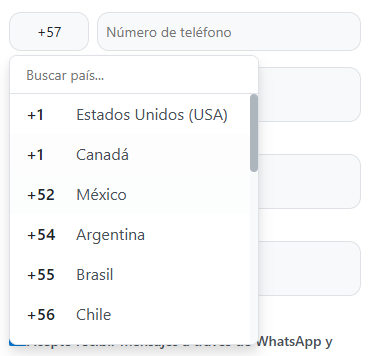 +57 Número de teléfono
Buscar país...
+1 Estados Unidos (USA)
+1 Canadá
+52 México
+54 Argentina
+55 Brasil
+56 Chile
WhatsApp y